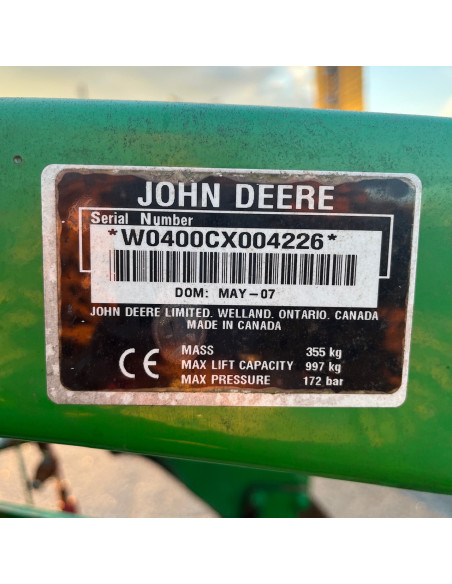 JOHN DEERE
Serial Number
*W0400CX004226*
DOM: MAY-07
JOHN DEERE LIMITED. WELLAND. ONTARIO. CANADA
MADE IN CANADA
CE
MASS 355 kg
MAX LIFT CAPACITY 997 kg
MAX PRESSURE 172 bar